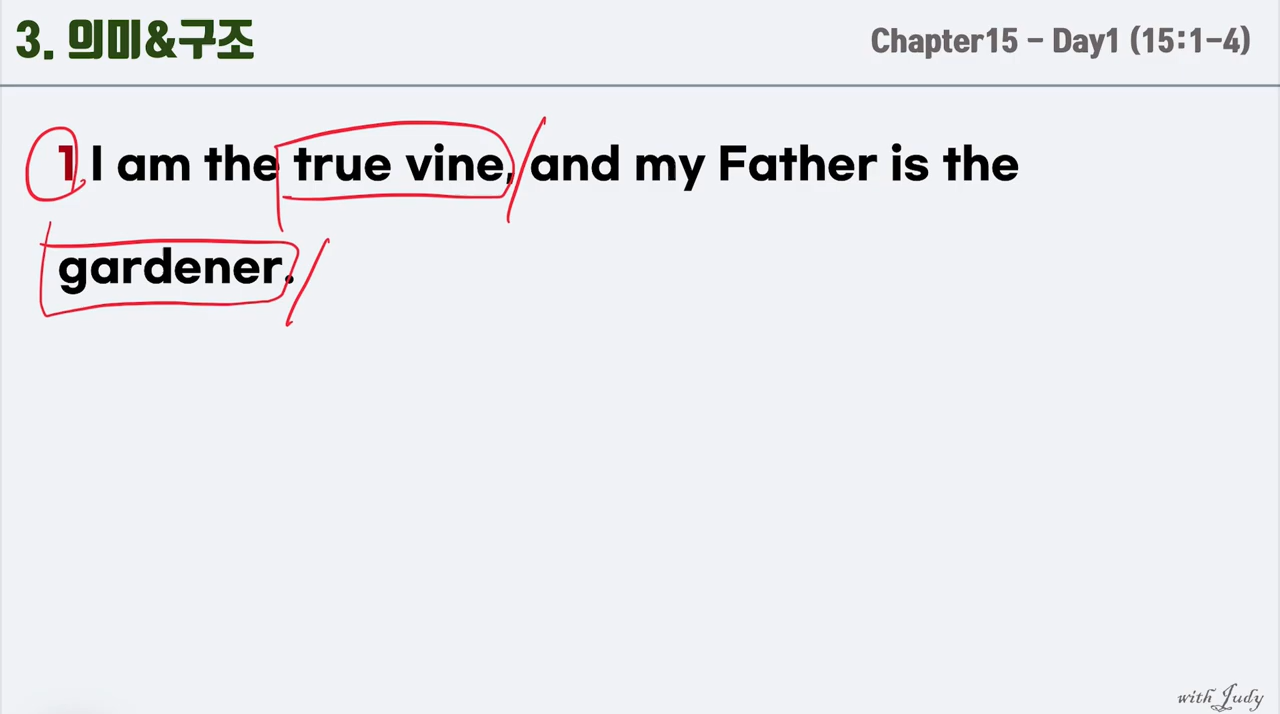 3. 의미&구조
Chapter15 - Day1 (15:1-4)
1 I am the true vine, and my Father is the
gardener.
with Judy